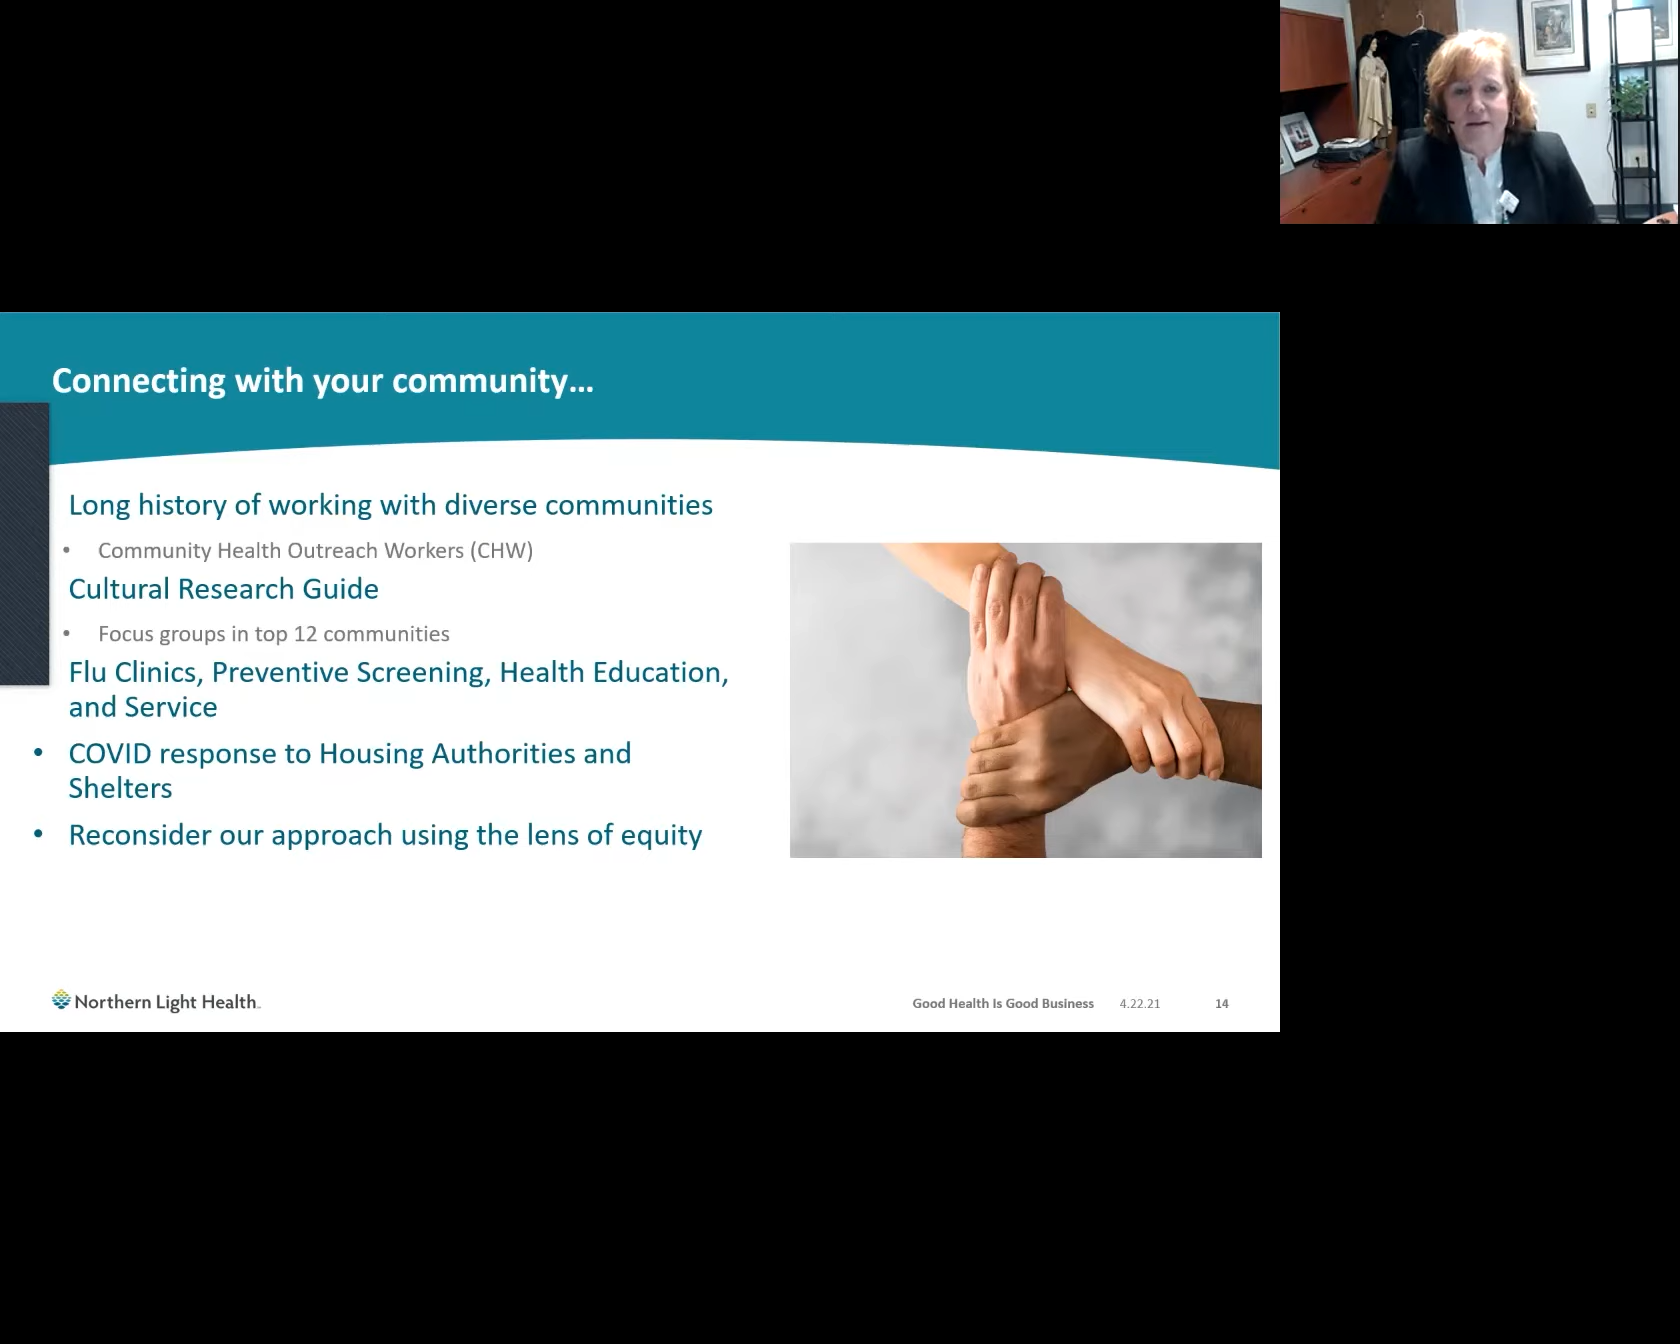 Connecting with your community...
Long history of working with diverse communities
• Community Health Outreach Workers (CHW)
Cultural Research Guide
• Focus groups in top 12 communities
Flu Clinics, Preventive Screening, Health Education,
and Service
• COVID response to Housing Authorities and
Shelters
• Reconsider our approach using the lens of equity
Northern Light Health
Good Health Is Good Business 4.22.21 14